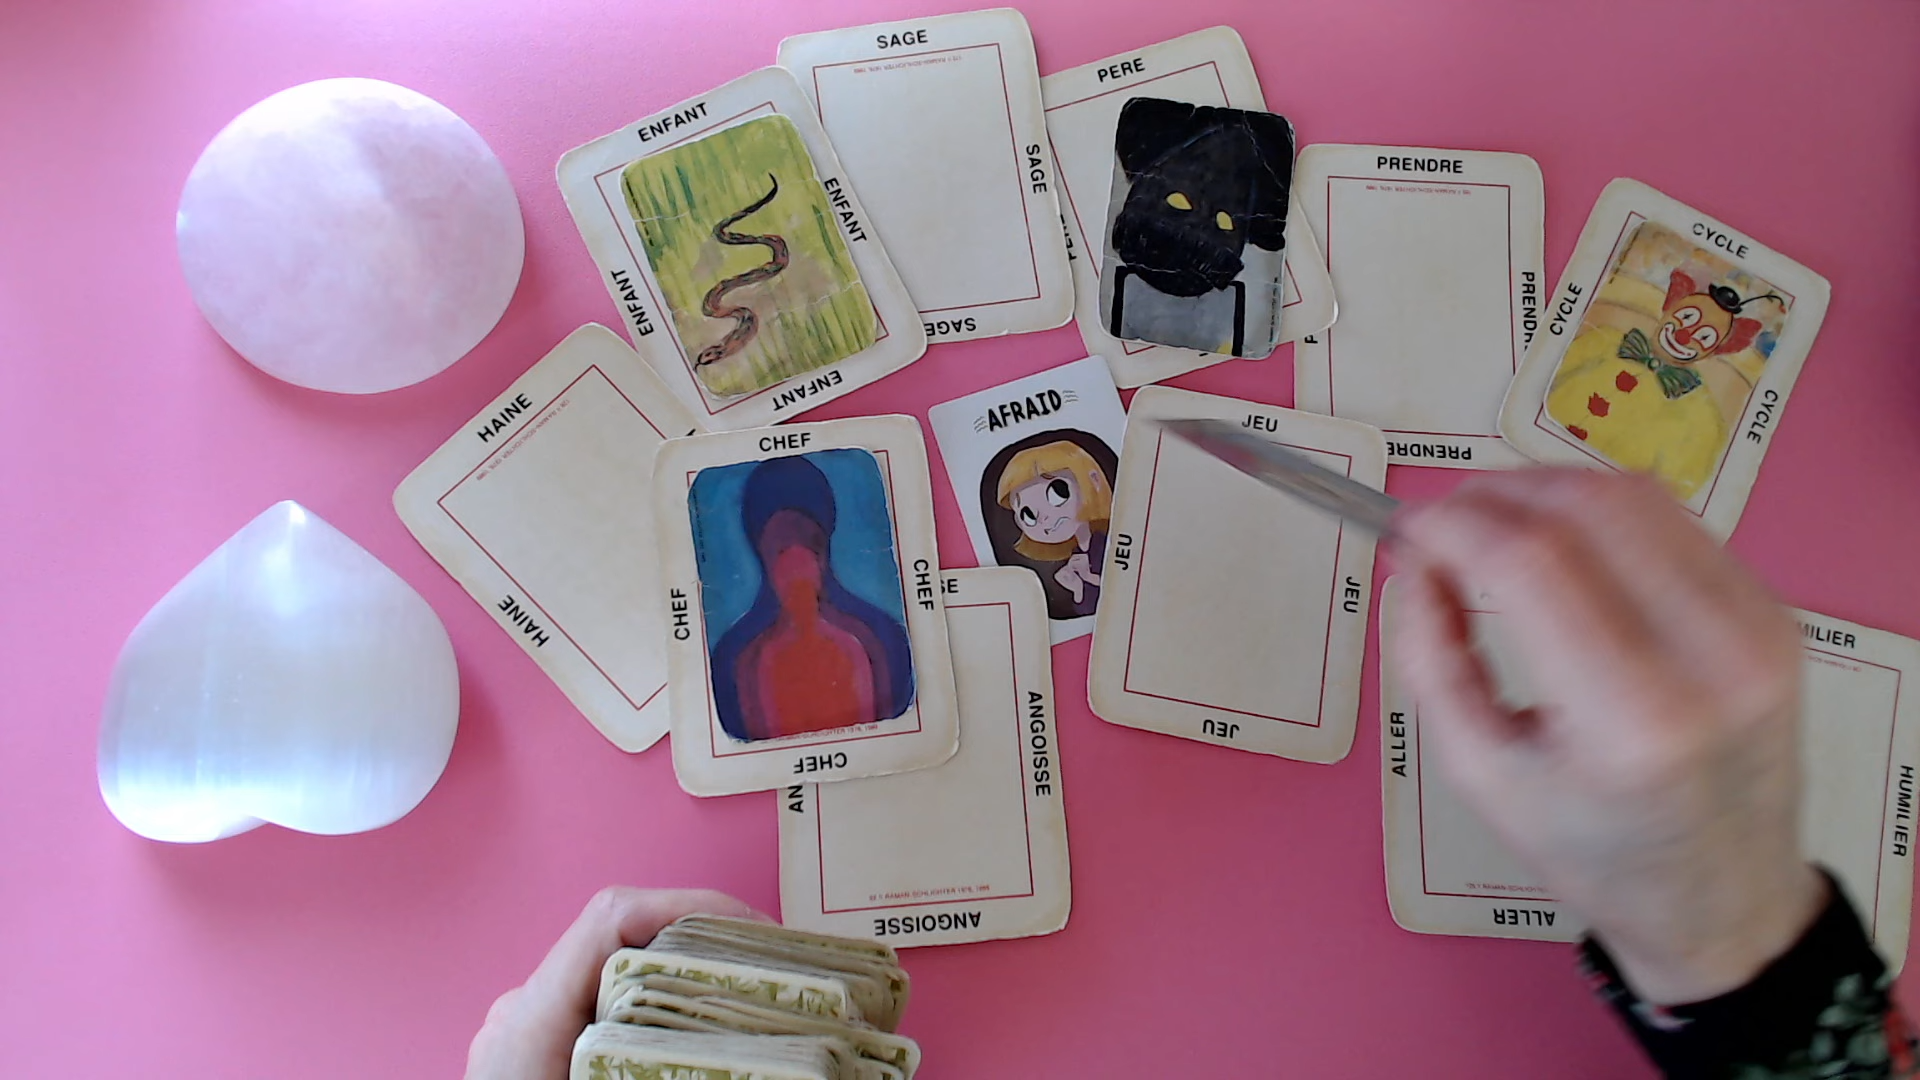 SAGE
SAGE
SAGE
PERE
ENFANT
ENFANT
ENFANT
ENFANT
PRENDRE
PRENDRE
CYCLE
CYCLE
CYCLE
HAINE
HAINE
CHEF
CHEF
CHEF
CHEF
AFRAID
JEU
JEU
JEU
JEU
ANGOISSE
ANGOISSE
ALLER
ALLER
HUMILIER